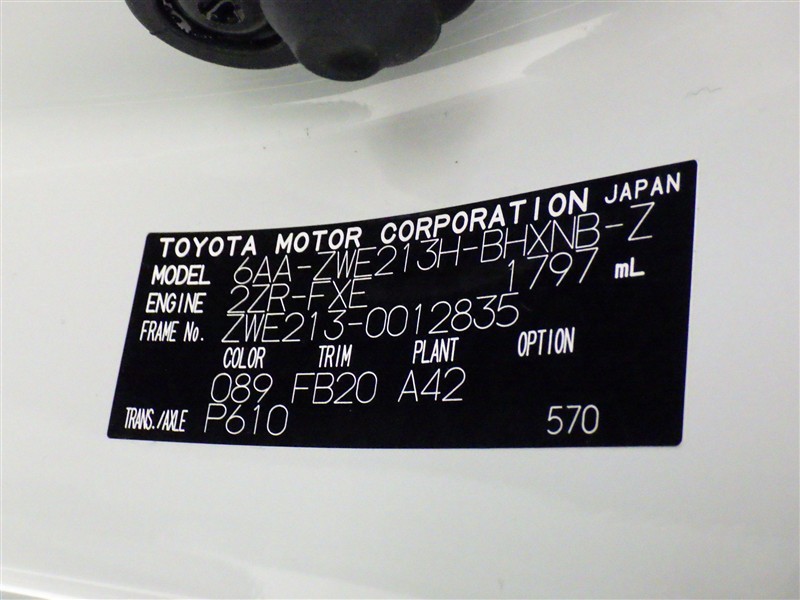 TOYOTA MOTOR CORPORATION JAPAN
MODEL 6AA-ZWE213H-BHXNB-Z
ENGINE 2ZR-FXE 1797 mL
FRAME No. ZWE213-0012835
COLOR TRIM PLANT OPTION
089 FB20 A42
TRANS./AXLE P610 570